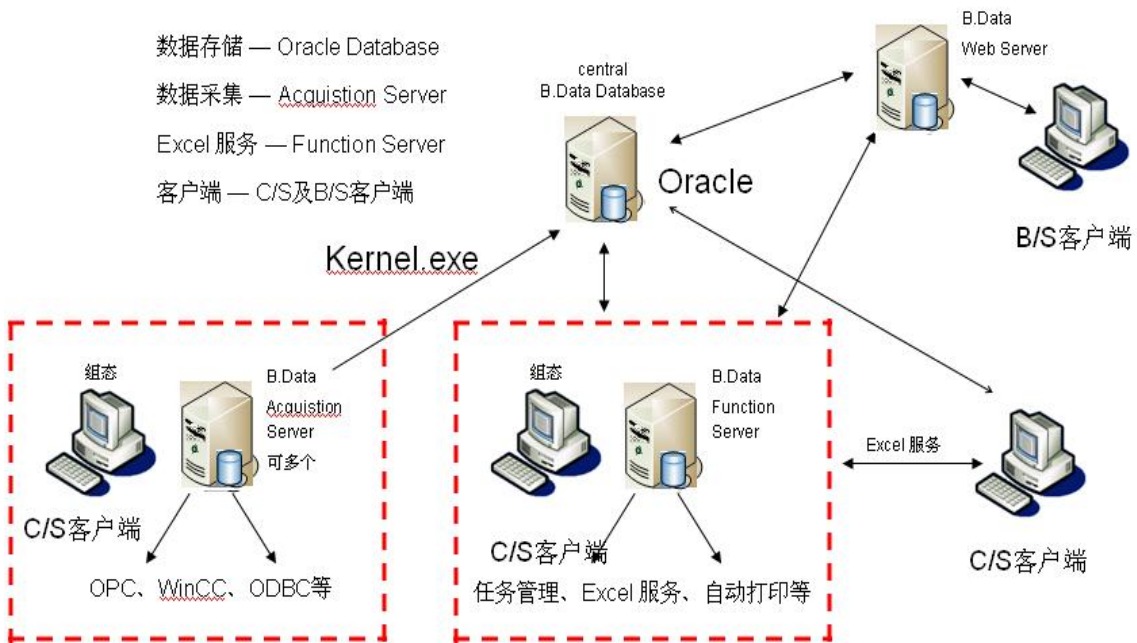 数据存储 — Oracle Database
数据采集 — Acquistion Server
Excel 服务 — Function Server
客户端 — C/S及B/S客户端
central
B.Data Database
Oracle
B.Data
Web Server
B/S客户端
Kernel.exe
组态
B.Data
Acquistion
Server
可多个
C/S客户端
OPC、WinCC、ODBC等
组态
B.Data
Function
Server
C/S客户端
任务管理、Excel 服务、自动打印等
Excel 服务
C/S客户端